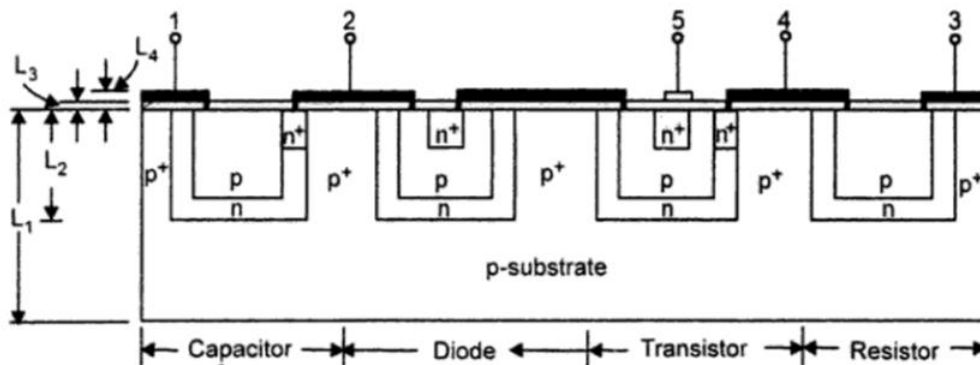 1 2 5 4 3
L₄
L₃
n⁺ n⁺ n⁺ n⁺
L₂
p⁺ p p⁺ p p⁺ p p⁺ p p⁺
n n n n
L₁
p-substrate
Capacitor Diode Transistor Resistor